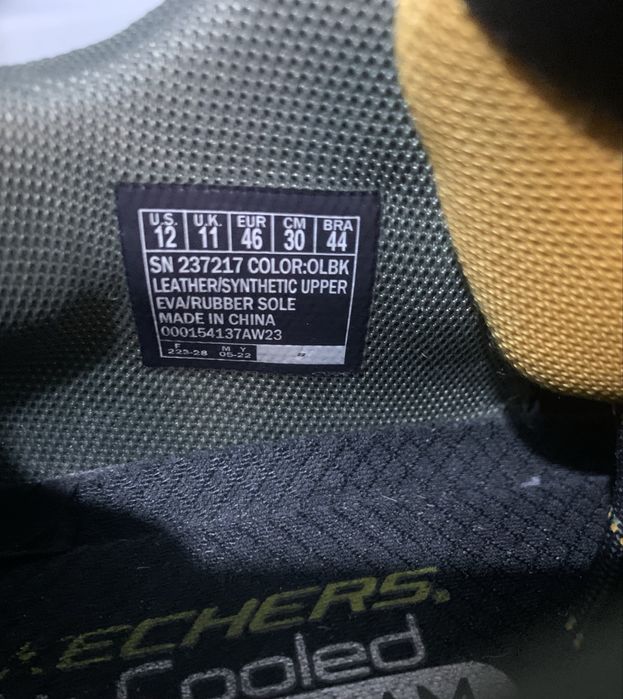 U.S. U.K. EUR CM BRA
12 11 46 30 44
SN 237217 COLOR:OLBK
LEATHER/SYNTHETIC UPPER
EVA/RUBBER SOLE
MADE IN CHINA
000154137AW23
F M Y
223-28 05-22
ECHERS
Cooled